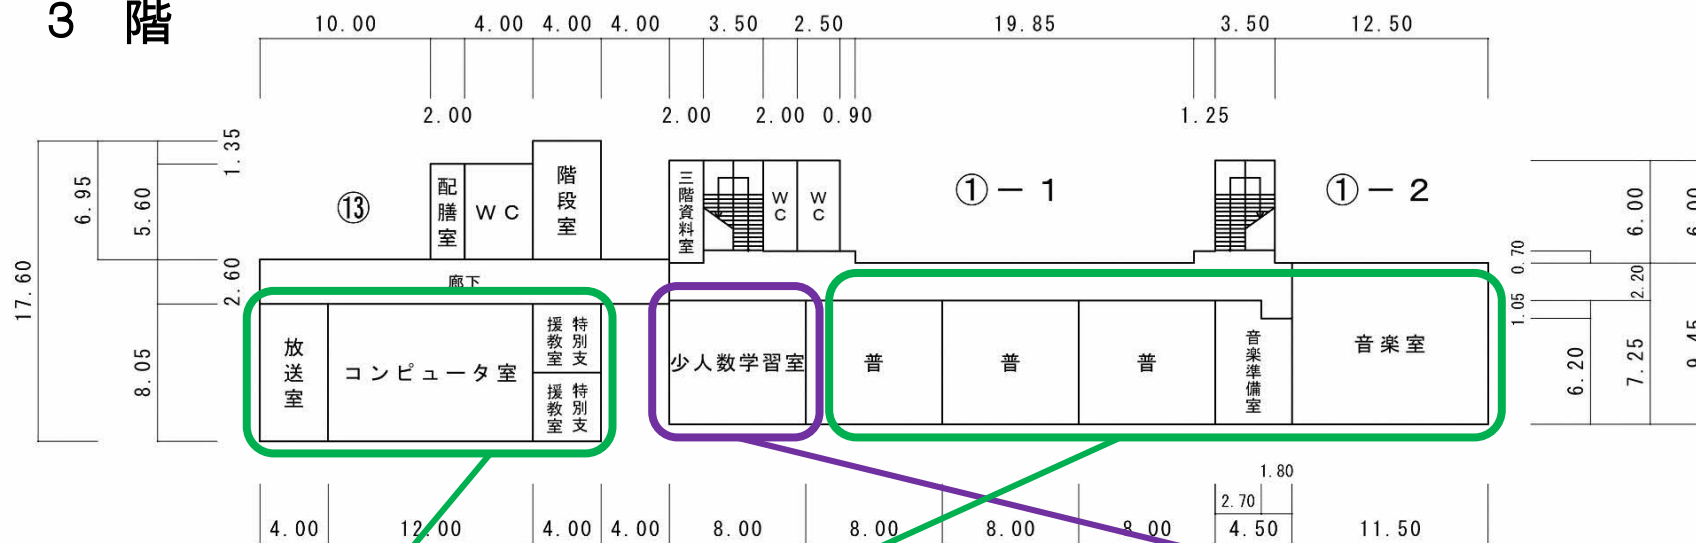 3 階
10.00 4.00 4.00 4.00 3.50 2.50 19.85 3.50 12.50
2.00 2.00 2.00 0.90 1.25
1.35
6.95
5.60
17.60
2.60
8.05
⑬
配膳室
WC
階段室
三階資料室
WC
WC
①-1
①-2
廊下
放送室
コンピュータ室
特別支援教室
特別支援教室
少人数学習室
普
普
普
音楽準備室
音楽室
6.00
0.70
2.20
1.05
6.20
7.25
1.80
2.70
4.00 12.00 4.00 4.00 8.00 8.00 8.00 8.00 4.50 11.50